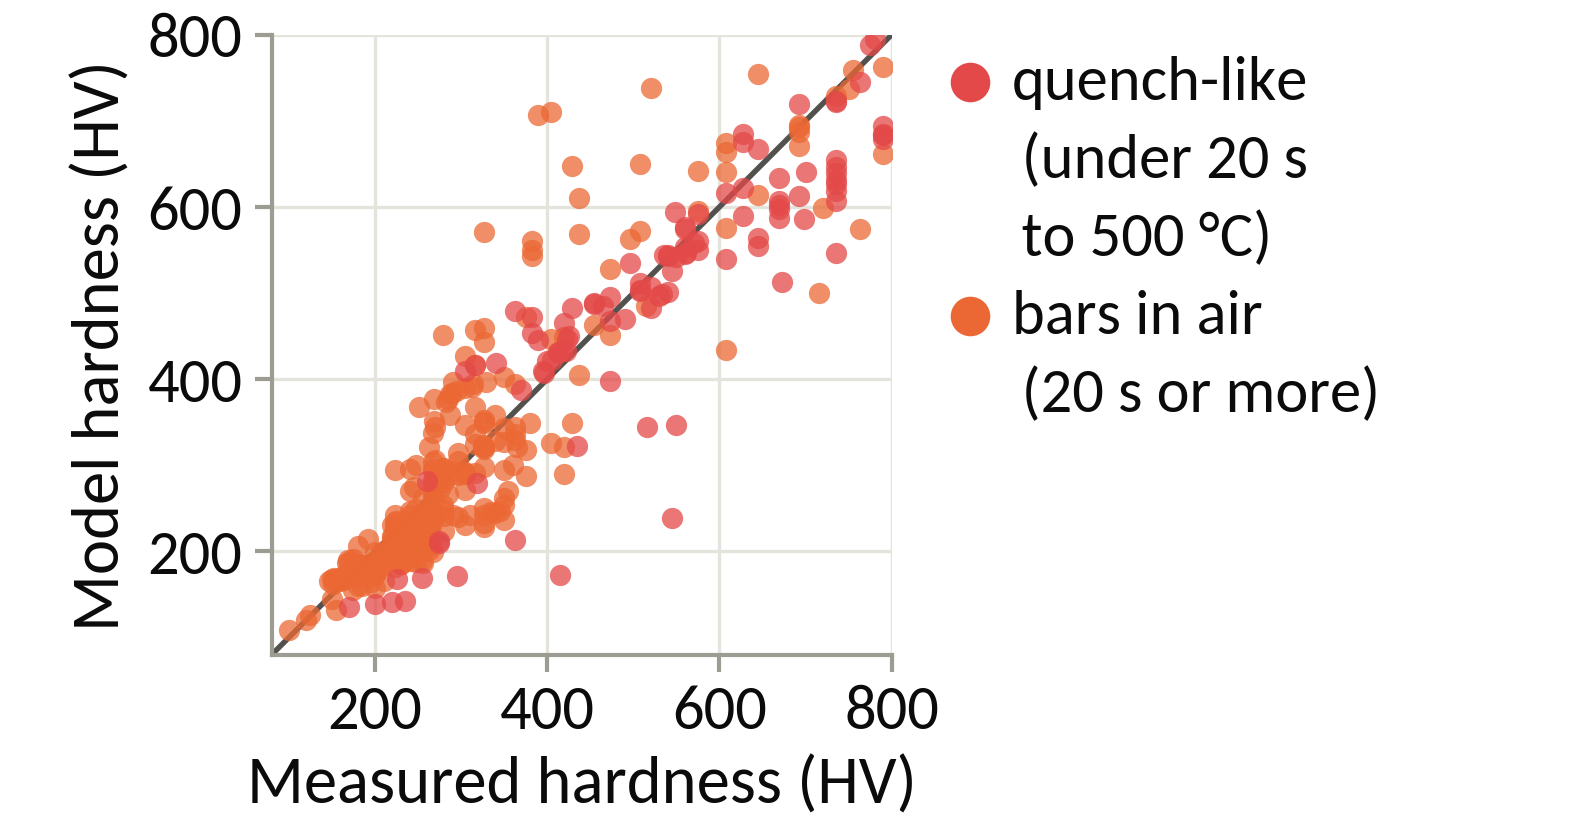 800
600
400
200
Model hardness (HV)
200 400 600 800
Measured hardness (HV)
quench-like
(under 20 s
to 500 °C)
bars in air
(20 s or more)